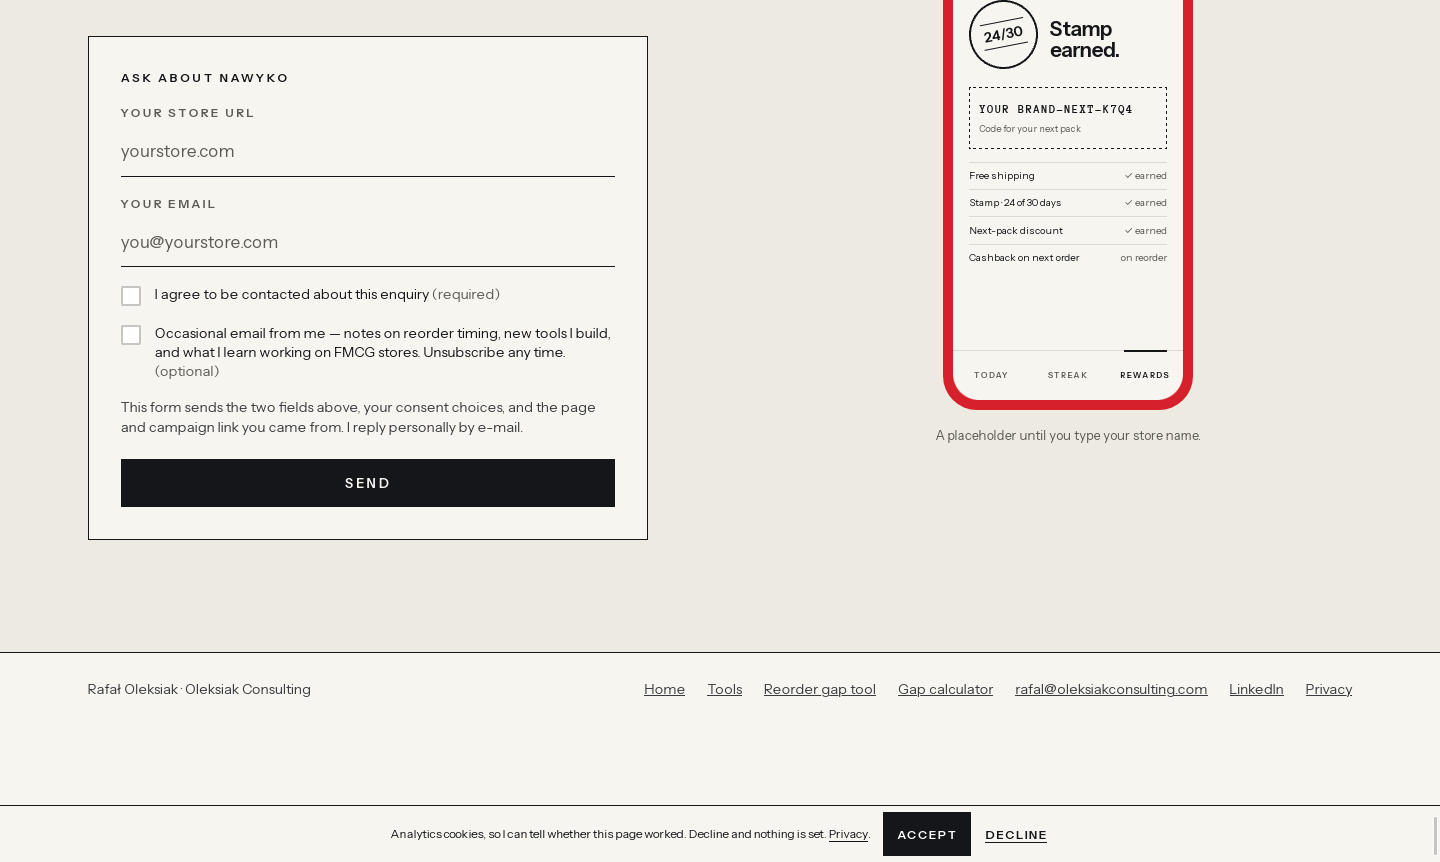 ASK ABOUT NAWYKO
YOUR STORE URL
yourstore.com
YOUR EMAIL
you@yourstore.com
I agree to be contacted about this enquiry (required)
Occasional email from me — notes on reorder timing, new tools I build,
and what I learn working on FMCG stores. Unsubscribe any time.
(optional)
This form sends the two fields above, your consent choices, and the page
and campaign link you came from. I reply personally by e-mail.
SEND
24/30
Stamp
earned.
YOUR BRAND–NEXT–K7Q4
Code for your next pack
Free shipping ✓ earned
Stamp · 24 of 30 days ✓ earned
Next-pack discount ✓ earned
Cashback on next order on reorder
TODAY STREAK REWARDS
A placeholder until you type your store name.
Rafał Oleksiak · Oleksiak Consulting
Home Tools Reorder gap tool Gap calculator rafal@oleksiakconsulting.com LinkedIn Privacy
Analytics cookies, so I can tell whether this page worked. Decline and nothing is set. Privacy. ACCEPT DECLINE